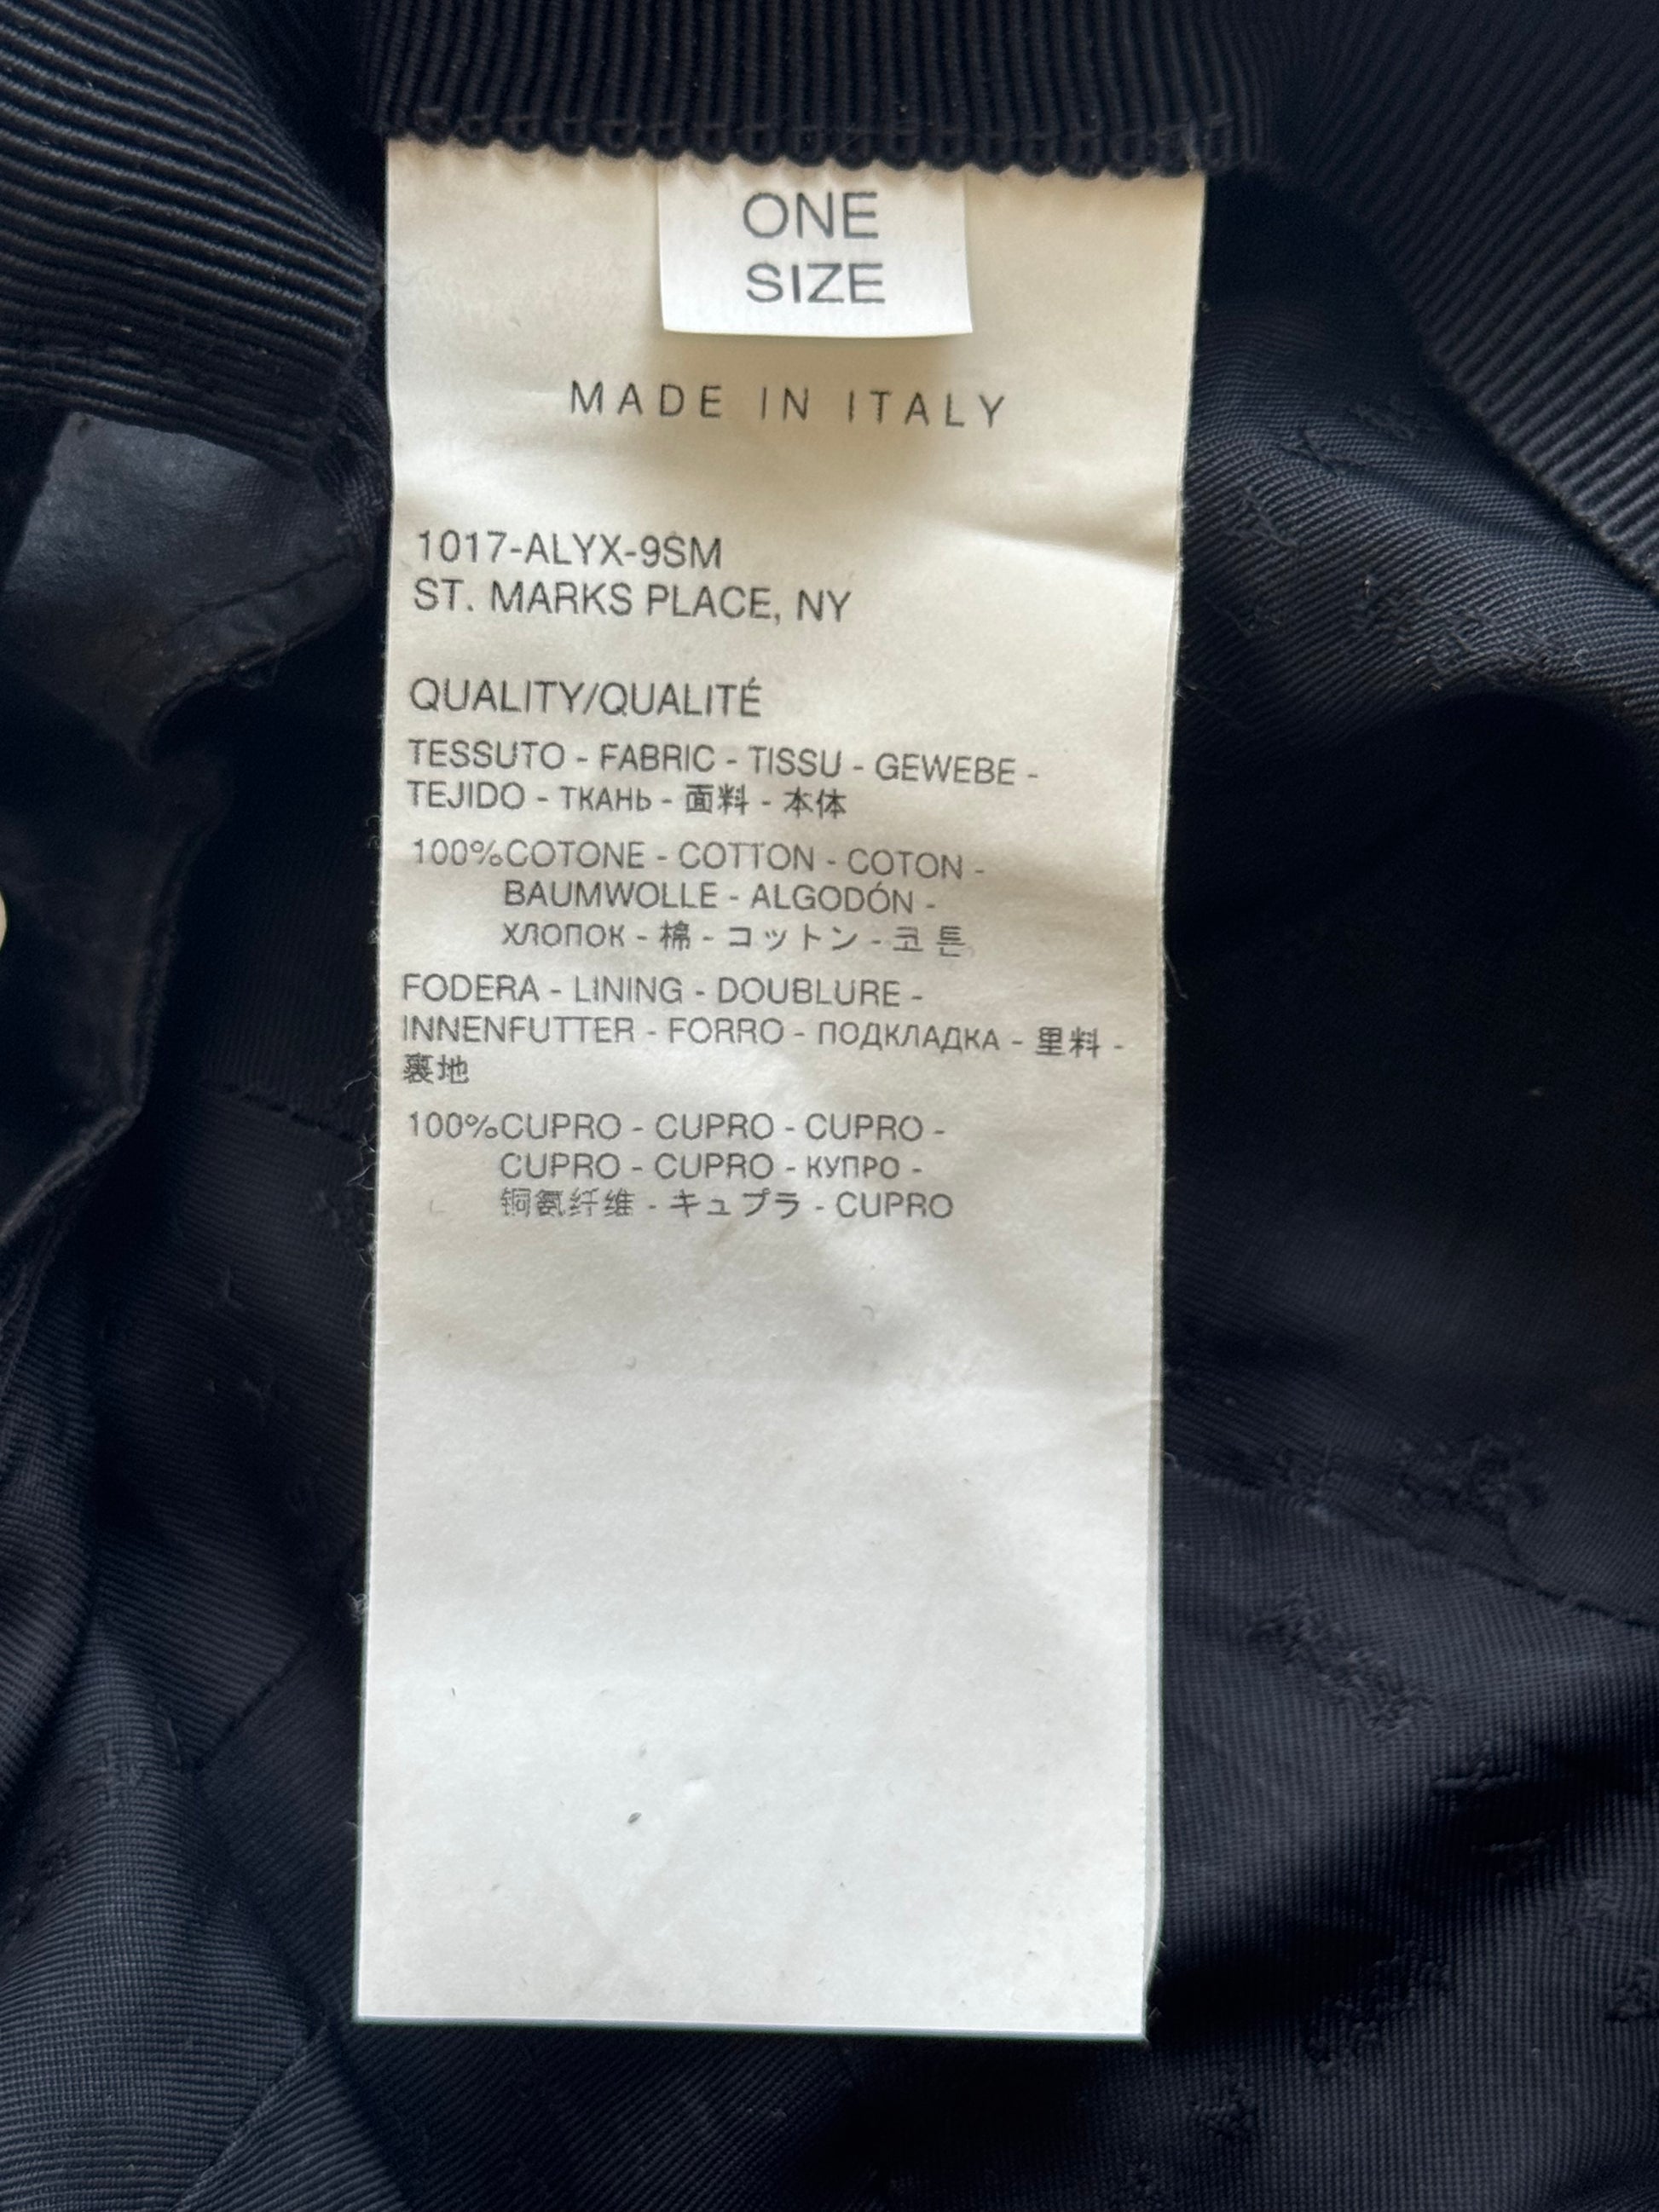 ONE
SIZE
MADE IN ITALY
1017-ALYX-9SM
ST. MARKS PLACE, NY
QUALITY/QUALITÉ
TESSUTO - FABRIC - TISSU - GEWEBE -
TEJIDO - ТКАНЬ - 面料 - 本体
100%COTONE - COTTON - COTON -
BAUMWOLLE - ALGODÓN -
ХЛОПОК - 棉 - コットン - 코튼
FODERA - LINING - DOUBLURE -
INNENFUTTER - FORRO - ПОДКЛАДКА - 里料 -
裏地
100%CUPRO - CUPRO - CUPRO -
CUPRO - CUPRO - КУПРО -
铜氨纤维 - キュプラ - CUPRO